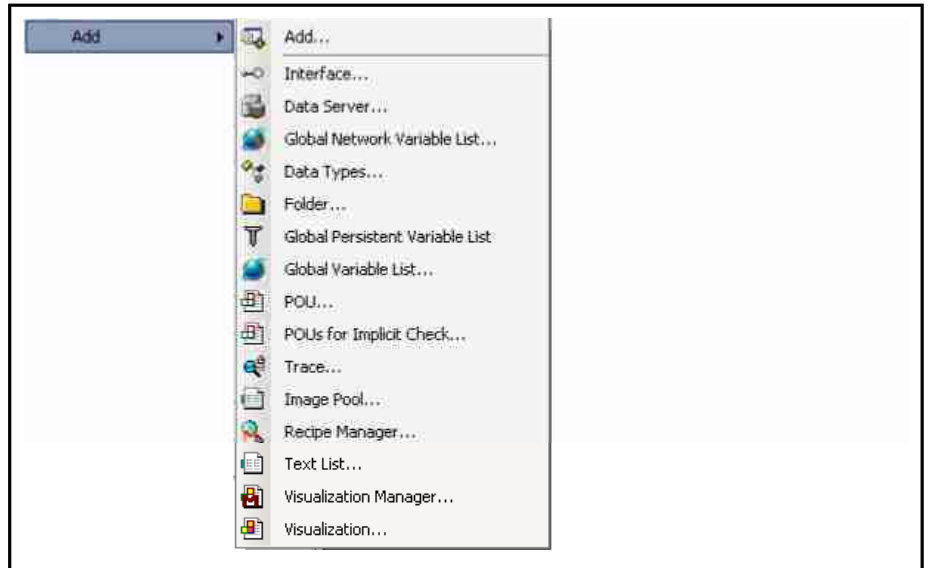 Add
Add...
Interface...
Data Server...
Global Network Variable List...
Data Types...
Folder...
Global Persistent Variable List
Global Variable List...
POU...
POUs for Implicit Check...
Trace...
Image Pool...
Recipe Manager...
Text List...
Visualization Manager...
Visualization...